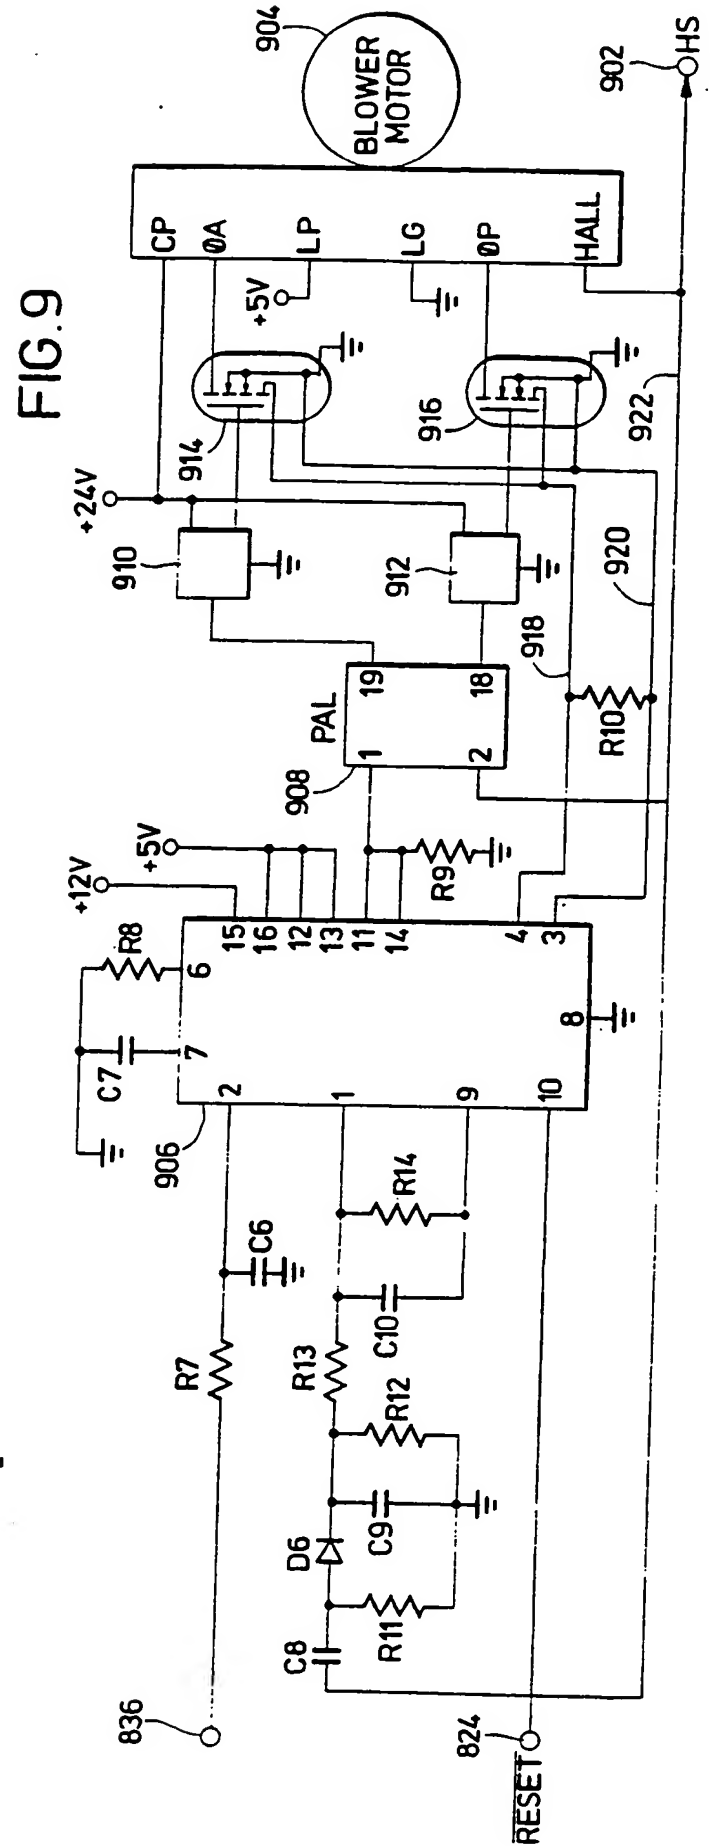 FIG.9
904
BLOWER
MOTOR
CP
ØA
LP
LG
ØP
HALL
902
HS
+5V
914
916
922
+24V
910
912
918
920
R10
PAL
19
18
1
2
908
R9
+12V
+5V
15
16
12
13
11
14
4
3
R8
6
C7
7
8
906
2
1
9
10
C6
R14
C10
R7
R13
R12
C9
D6
R11
C8
836
824
RESET